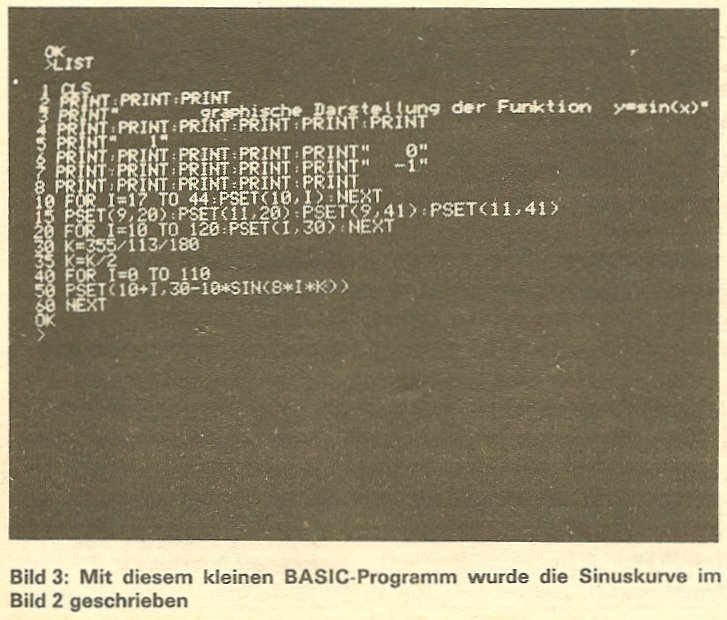 OK
>LIST
1 CLS
2 PRINT:PRINT:PRINT
3 PRINT"          graphische Darstellung der Funktion  y=sin(x)"
4 PRINT:PRINT:PRINT:PRINT:PRINT:PRINT
5 PRINT"   1"
6 PRINT:PRINT:PRINT:PRINT:PRINT"   0"
7 PRINT:PRINT:PRINT:PRINT:PRINT"  -1"
8 PRINT:PRINT:PRINT:PRINT:PRINT
10 FOR I=17 TO 44:PSET(10,I):NEXT
15 PSET(9,20):PSET(11,20):PSET(9,41):PSET(11,41)
20 FOR I=10 TO 120:PSET(I,30):NEXT
30 K=355/113/180
35 K=K/2
40 FOR I=0 TO 110
50 PSET(10+I,30-10*SIN(8*I*K))
60 NEXT
OK
>
Bild 3: Mit diesem kleinen BASIC-Programm wurde die Sinuskurve im
Bild 2 geschrieben